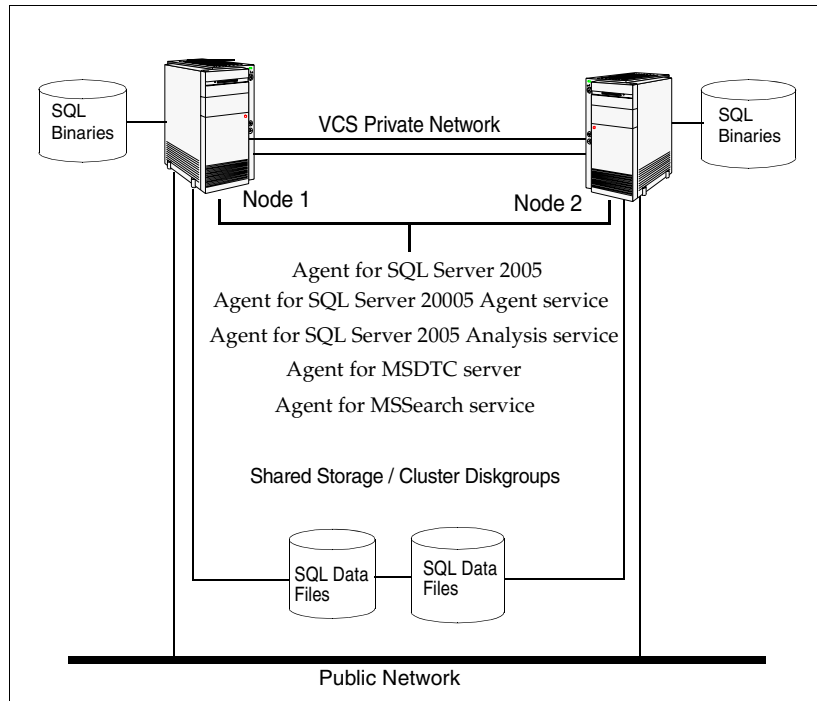 SQL
Binaries
VCS Private Network
SQL
Binaries
Node 1
Node 2
Agent for SQL Server 2005
Agent for SQL Server 20005 Agent service
Agent for SQL Server 2005 Analysis service
Agent for MSDTC server
Agent for MSSearch service
Shared Storage / Cluster Diskgroups
SQL Data
Files
SQL Data
Files
Public Network